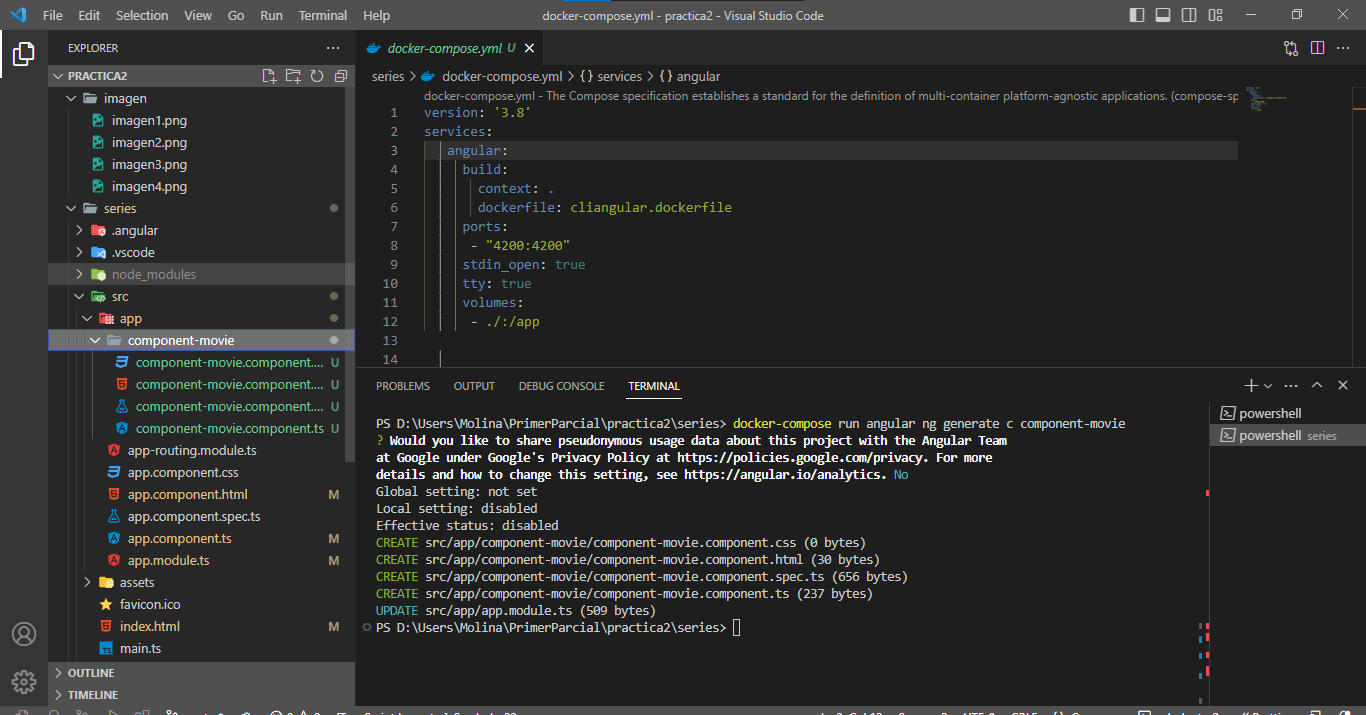 File Edit Selection View Go Run Terminal Help
docker-compose.yml - practica2 - Visual Studio Code
EXPLORER
PRACTICA2
imagen
imagen1.png
imagen2.png
imagen3.png
imagen4.png
series
.angular
.vscode
node_modules
src
app
component-movie
component-movie.component.... U
component-movie.component.... U
component-movie.component.... U
component-movie.component.ts U
app-routing.module.ts
app.component.css
app.component.html M
app.component.spec.ts
app.component.ts M
app.module.ts M
assets
favicon.ico
index.html M
main.ts
OUTLINE
TIMELINE
docker-compose.yml U
series > docker-compose.yml > {} services > {} angular
docker-compose.yml - The Compose specification establishes a standard for the definition of multi-container platform-agnostic applications. (compose-sp
1 version: '3.8'
2 services:
3 angular:
4 build:
5 context: .
6 dockerfile: cliangular.dockerfile
7 ports:
8 - "4200:4200"
9 stdin_open: true
10 tty: true
11 volumes:
12 - ./:/app
13
14
PROBLEMS OUTPUT DEBUG CONSOLE TERMINAL
PS D:\Users\Molina\PrimerParcial\practica2\series> docker-compose run angular ng generate c component-movie
? Would you like to share pseudonymous usage data about this project with the Angular Team
at Google under Google's Privacy Policy at https://policies.google.com/privacy. For more
details and how to change this setting, see https://angular.io/analytics. No
Global setting: not set
Local setting: disabled
Effective status: disabled
CREATE src/app/component-movie/component-movie.component.css (0 bytes)
CREATE src/app/component-movie/component-movie.component.html (30 bytes)
CREATE src/app/component-movie/component-movie.component.spec.ts (656 bytes)
CREATE src/app/component-movie/component-movie.component.ts (237 bytes)
UPDATE src/app/app.module.ts (509 bytes)
PS D:\Users\Molina\PrimerParcial\practica2\series>
powershell
powershell series